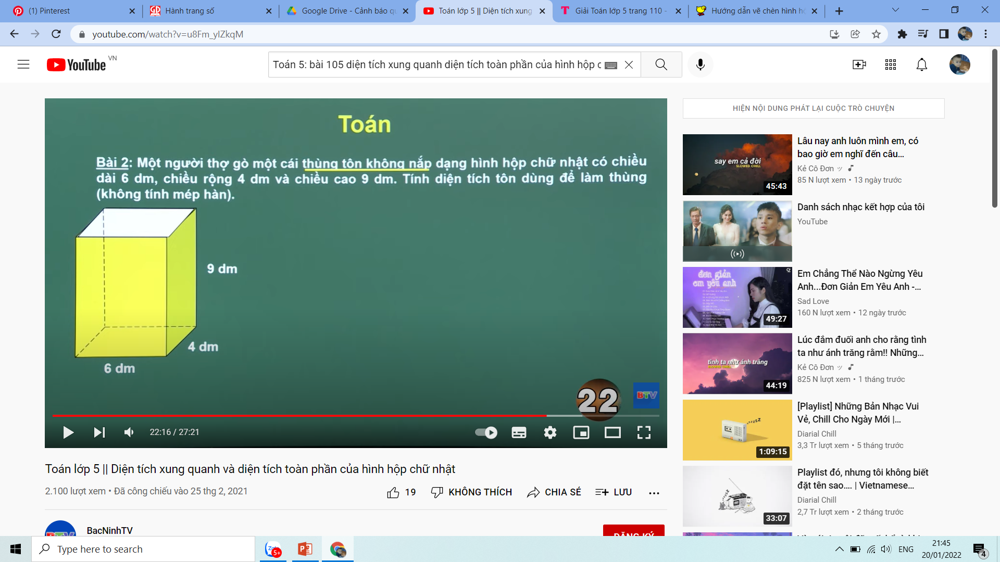 (1) Pinterest
Hành trang số
Google Drive - Cảnh báo qu
Toán lớp 5 || Diện tích xung
Giải Toán lớp 5 trang 110 -
Hướng dẫn vẽ chèn hình h
youtube.com/watch?v=u8Fm_yIZkqM
YouTube VN
Toán 5: bài 105 diện tích xung quanh diện tích toàn phần của hình hộp c
HIỆN NỘI DUNG PHÁT LẠI CUỘC TRÒ CHUYỆN
Toán
Bài 2: Một người thợ gò một cái thùng tôn không nắp dạng hình hộp chữ nhật có chiều
dài 6 dm, chiều rộng 4 dm và chiều cao 9 dm. Tính diện tích tôn dùng để làm thùng
(không tính mép hàn).
9 dm
4 dm
6 dm
22
BTV
22:16 / 27:21
Toán lớp 5 || Diện tích xung quanh và diện tích toàn phần của hình hộp chữ nhật
2.100 lượt xem • Đã công chiếu vào 25 thg 2, 2021
19
KHÔNG THÍCH
CHIA SẺ
LƯU
BacNinhTV
ĐĂNG KÝ
say em cả đời
SLOWED CHILL
45:43
Lâu nay anh luôn mình em, có
bao giờ em nghĩ đến câu...
Kẻ Cô Đơn ッ
85 N lượt xem • 13 ngày trước
Danh sách nhạc kết hợp của tôi
YouTube
đơn giản
em yêu anh
49:27
Em Chẳng Thể Nào Ngừng Yêu
Anh...Đơn Giản Em Yêu Anh -...
Sad Love
160 N lượt xem • 12 ngày trước
tình ta như ánh trăng
SLOWED CHILL
44:19
Lúc đắm đuối anh cho rằng tình
ta như ánh trăng rằm!! Những...
Kẻ Cô Đơn ッ
825 N lượt xem • 1 tháng trước
zzzzZ
1:09:15
[Playlist] Những Bản Nhạc Vui
Vẻ, Chill Cho Ngày Mới |...
Diarial Chill
3,3 Tr lượt xem • 5 tháng trước
33:07
Playlist đó, nhưng tôi không biết
đặt tên sao.... | Vietnamese...
Diarial Chill
2,7 Tr lượt xem • 2 tháng trước
Type here to search
5+
ENG
21:45
20/01/2022
4